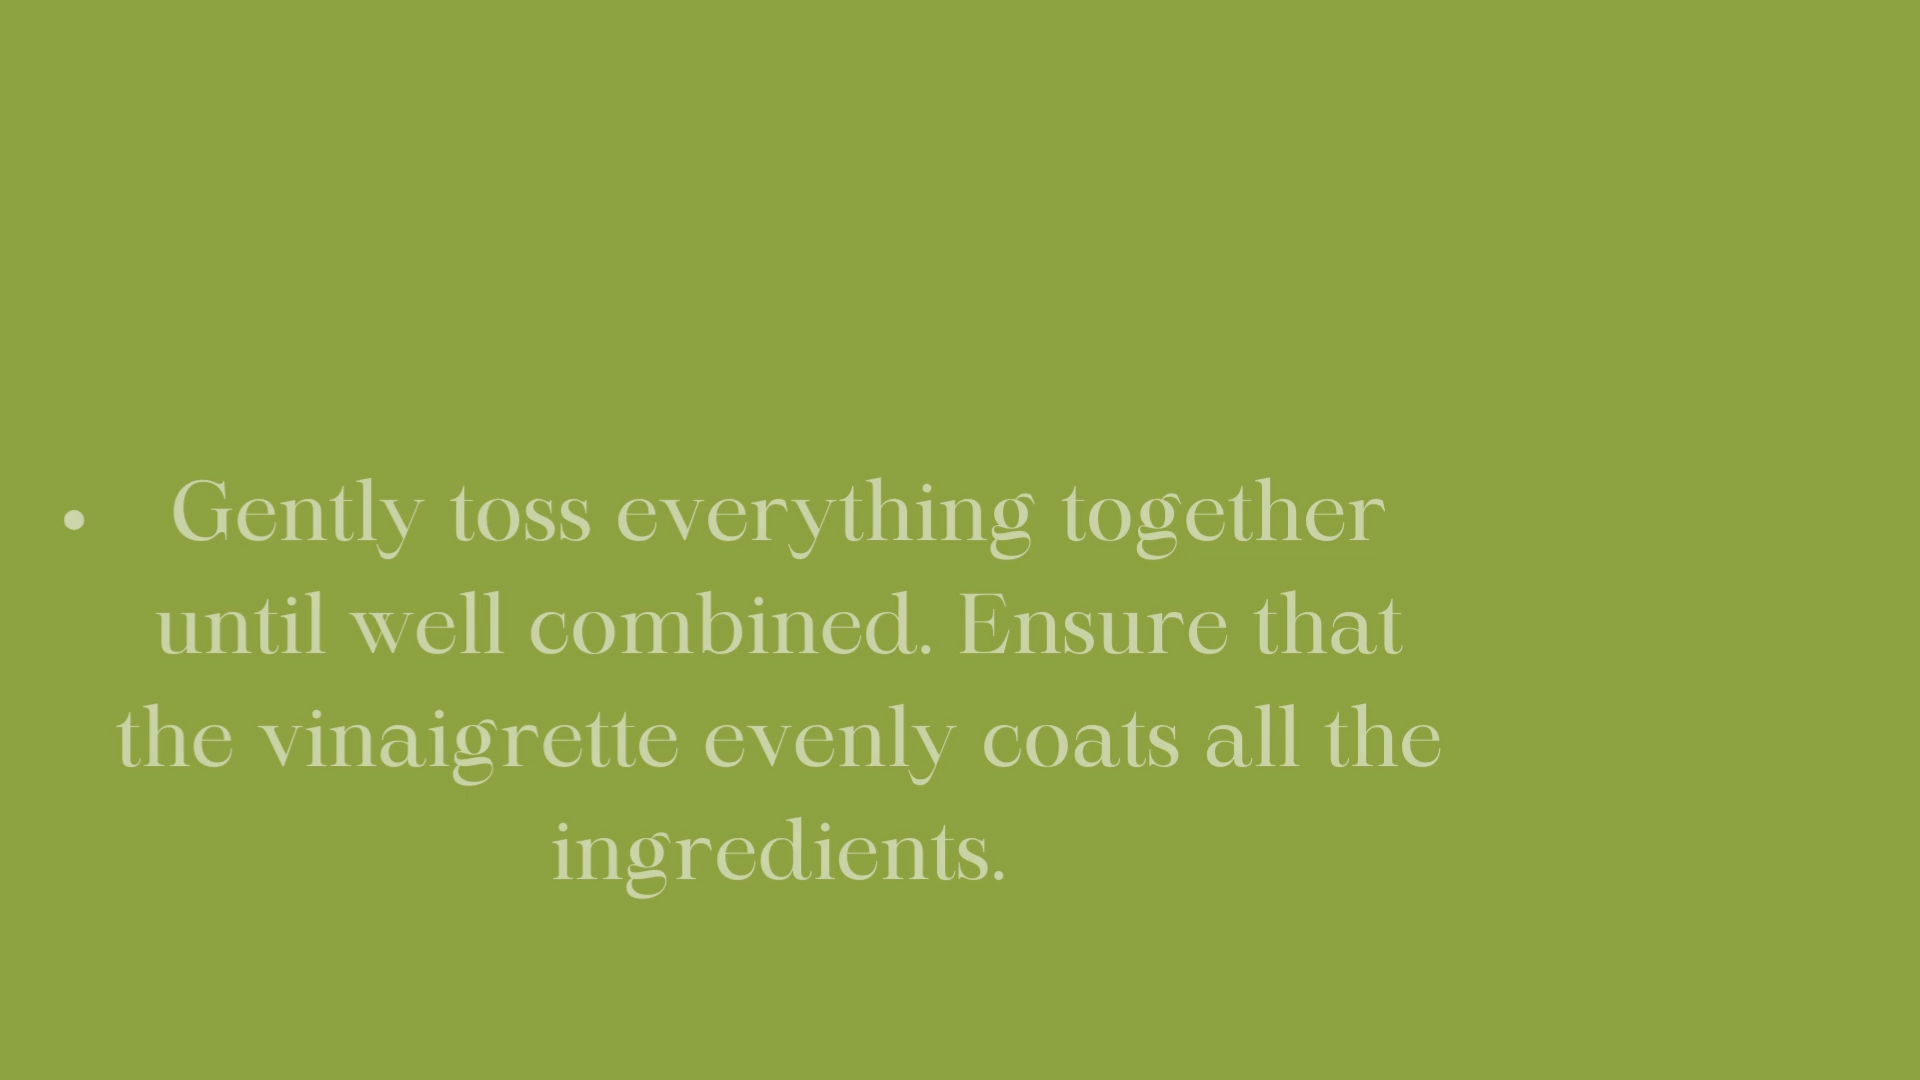 • Gently toss everything together
until well combined. Ensure that
the vinaigrette evenly coats all the
ingredients.